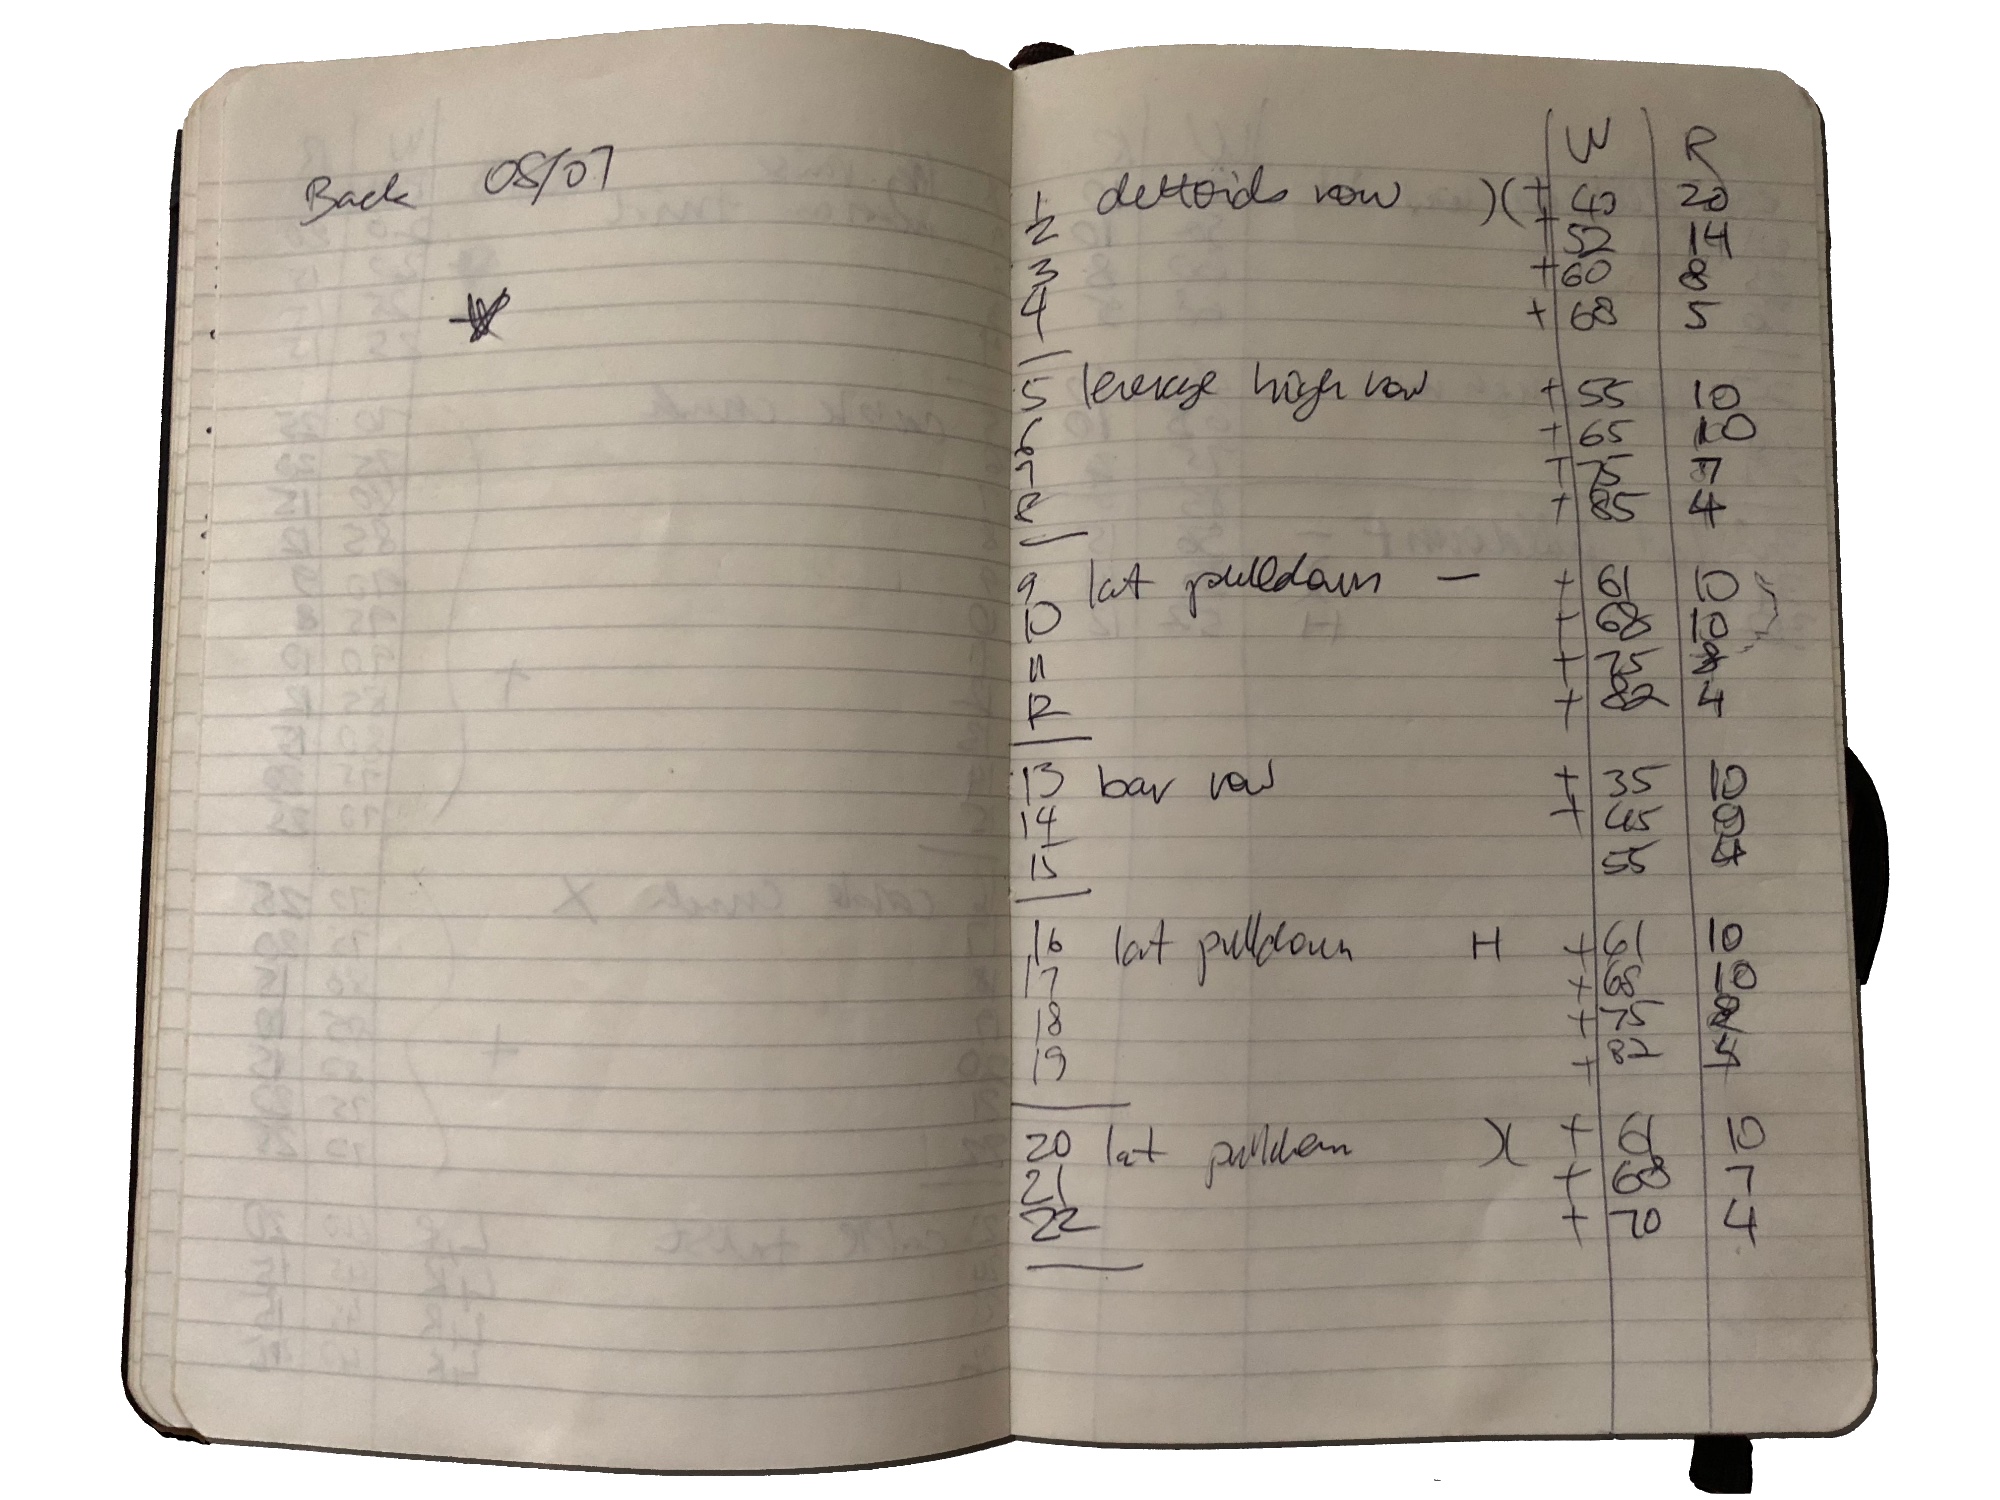 Back 08/07
W R
1 deltoids row )( + 40 20
2 + 52 14
3 + 60 8
4 + 68 5
5 leverage high row + 55 10
6 + 65 10
7 + 75 7
8 + 85 4
9 lat pulldown — + 61 10
10 + 68 10
11 + 75 8
12 + 82 4
13 bar row + 35 10
14 + 45
15 55 4
16 lat pulldown H + 61 10
17 + 68 10
18 + 75 8
19 + 82 4
20 lat pulldown )( + 61 10
21 + 68 7
22 + 70 4